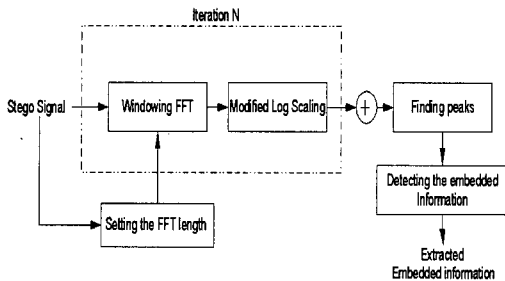 Iteration N
Stego Signal
Windowing FFT
Modified Log Scaling
+
Finding peaks
Setting the FFT length
Detecting the embedded
Information
Extracted
Embedded information